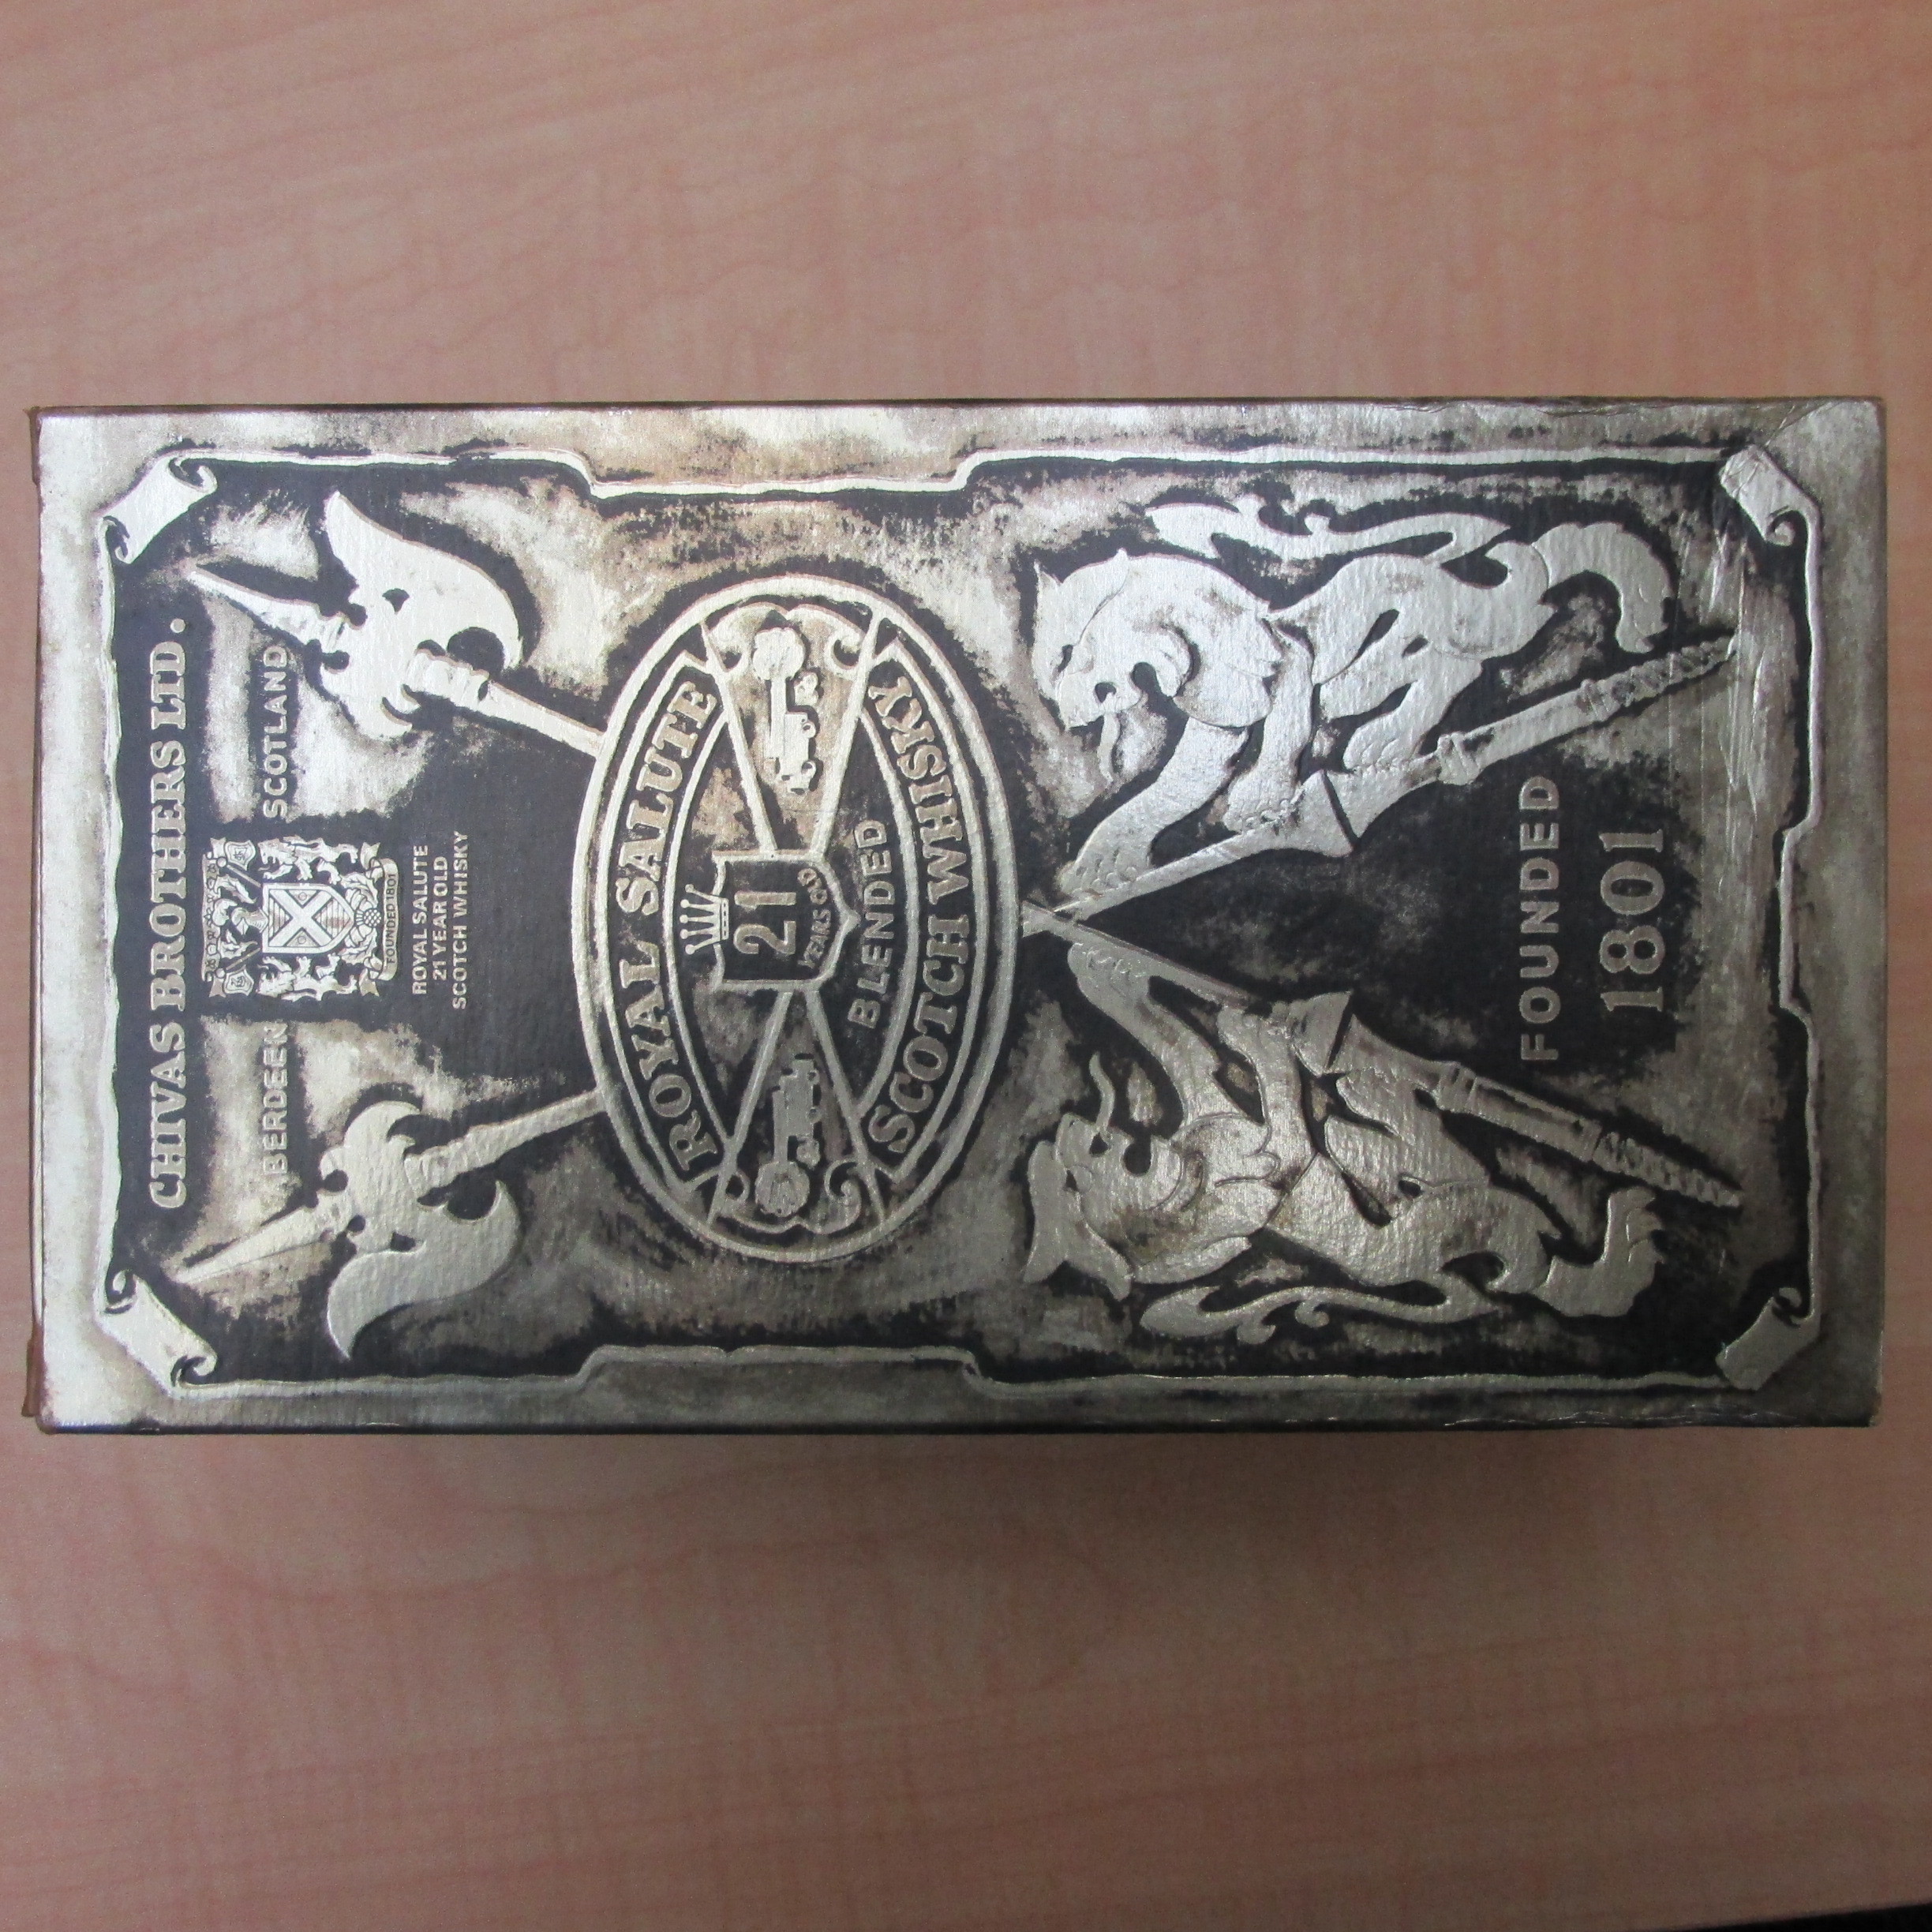 CHIVAS BROTHERS LTD.
ABERDEEN SCOTLAND
FOUNDED 1801
ROYAL SALUTE
21 YEAR OLD
SCOTCH WHISKY
ROYAL SALUTE
21
YEARS OLD
BLENDED
SCOTCH WHISKY
FOUNDED
1801